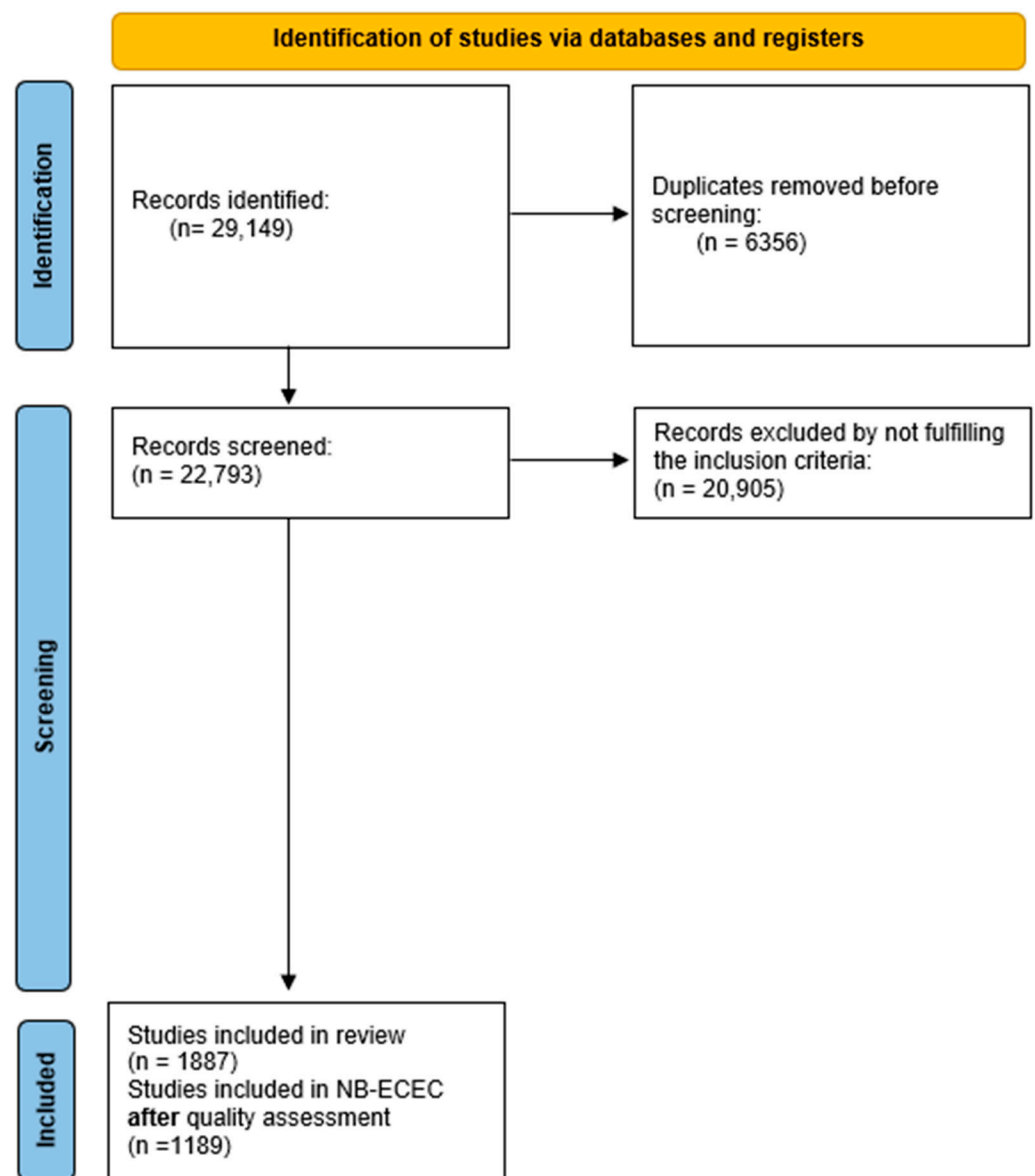 Identification of studies via databases and registers
Identification
Records identified:
(n= 29,149)
Duplicates removed before
screening:
(n = 6356)
Screening
Records screened:
(n = 22,793)
Records excluded by not fulfilling
the inclusion criteria:
(n = 20,905)
Included
Studies included in review
(n = 1887)
Studies included in NB-ECEC
after quality assessment
(n =1189)